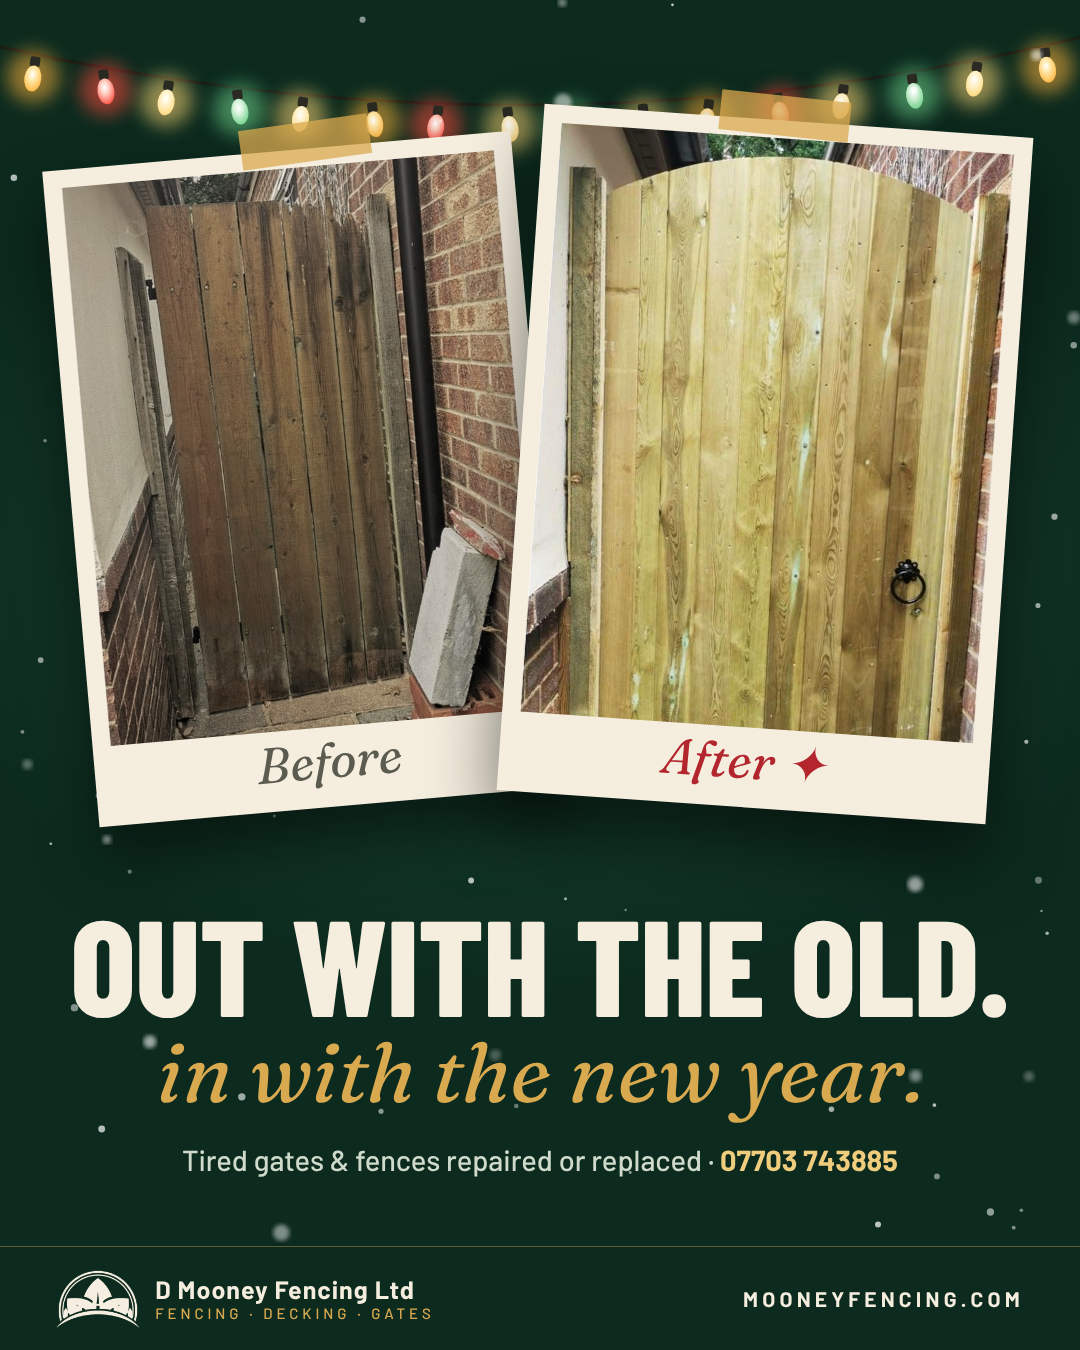 Before
After
OUT WITH THE OLD.
in with the new year.
Tired gates & fences repaired or replaced · 07703 743885
D Mooney Fencing Ltd
FENCING · DECKING · GATES
MOONEYFENCING.COM